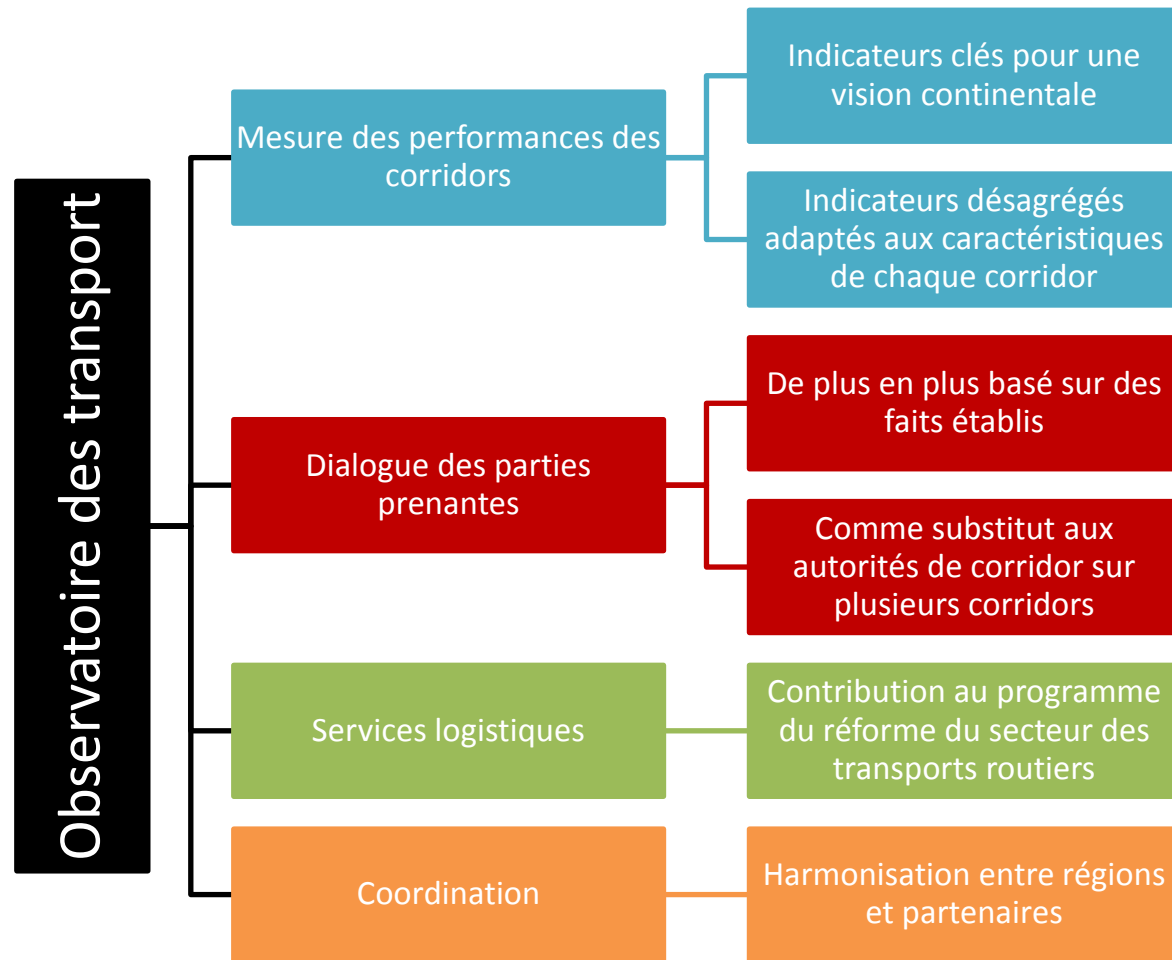 Observatoire des transport
Mesure des performances des
corridors
Indicateurs clés pour une
vision continentale
Indicateurs désagrégés
adaptés aux caractéristiques
de chaque corridor
Dialogue des parties
prenantes
De plus en plus basé sur des
faits établis
Comme substitut aux
autorités de corridor sur
plusieurs corridors
Services logistiques
Contribution au programme
du réforme du secteur des
transports routiers
Coordination
Harmonisation entre régions
et partenaires